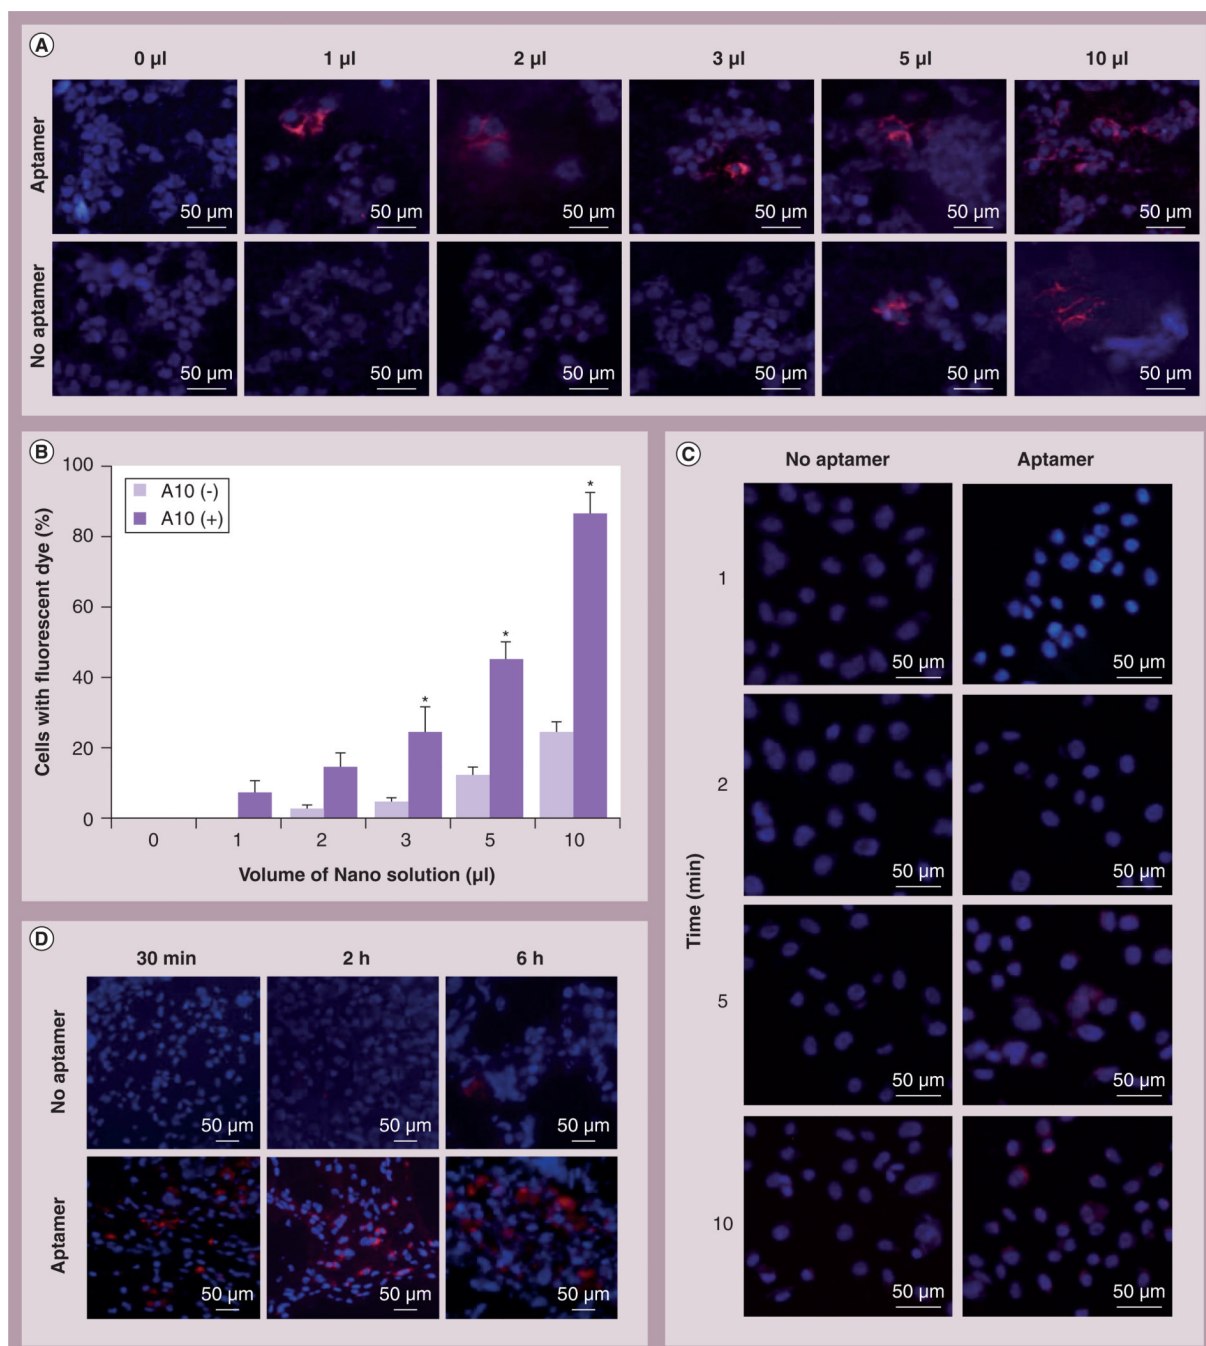 A
0 µl 1 µl 2 µl 3 µl 5 µl 10 µl
Aptamer
50 µm 50 µm 50 µm 50 µm 50 µm 50 µm
No aptamer
50 µm 50 µm 50 µm 50 µm 50 µm 50 µm
B
Cells with fluorescent dye (%)
100
80
60
40
20
0
A10 (-)
A10 (+)
* * * 
0 1 2 3 5 10
Volume of Nano solution (µl)
C
No aptamer Aptamer
Time (min)
1
50 µm 50 µm
2
50 µm 50 µm
5
50 µm 50 µm
10
50 µm 50 µm
D
30 min 2 h 6 h
No aptamer
50 µm 50 µm 50 µm
Aptamer
50 µm 50 µm 50 µm